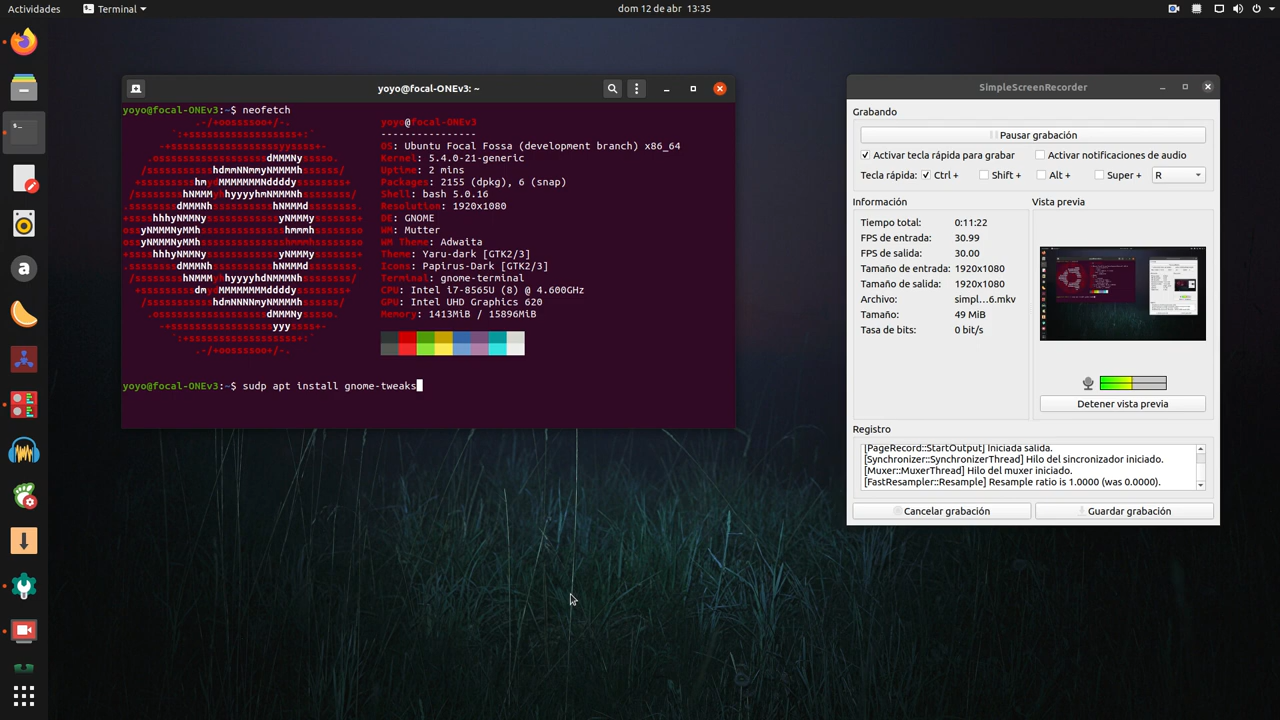 Actividades
Terminal
dom 12 de abr 13:35
yoyo@focal-ONEv3: ~
yoyo@focal-ONEv3:~$ neofetch
yoyo@focal-ONEv3
----------------
OS: Ubuntu Focal Fossa (development branch) x86_64
Kernel: 5.4.0-21-generic
Uptime: 2 mins
Packages: 2155 (dpkg), 6 (snap)
Shell: bash 5.0.16
Resolution: 1920x1080
DE: GNOME
WM: Mutter
WM Theme: Adwaita
Theme: Yaru-dark [GTK2/3]
Icons: Papirus-Dark [GTK2/3]
Terminal: gnome-terminal
CPU: Intel i7-8565U (8) @ 4.600GHz
GPU: Intel UHD Graphics 620
Memory: 1413MiB / 15896MiB
yoyo@focal-ONEv3:~$ sudp apt install gnome-tweaks
SimpleScreenRecorder
Grabando
Pausar grabación
Activar tecla rápida para grabar
Activar notificaciones de audio
Tecla rápida: Ctrl + Shift + Alt + Super + R
Información
Tiempo total: 0:11:22
FPS de entrada: 30.99
FPS de salida: 30.00
Tamaño de entrada: 1920x1080
Tamaño de salida: 1920x1080
Archivo: simpl...6.mkv
Tamaño: 49 MiB
Tasa de bits: 0 bit/s
Vista previa
Detener vista previa
Registro
[PageRecord::StartOutput] Iniciada salida.
[Synchronizer::SynchronizerThread] Hilo del sincronizador iniciado.
[Muxer::MuxerThread] Hilo del muxer iniciado.
[FastResampler::Resample] Resample ratio is 1.0000 (was 0.0000).
Cancelar grabación
Guardar grabación